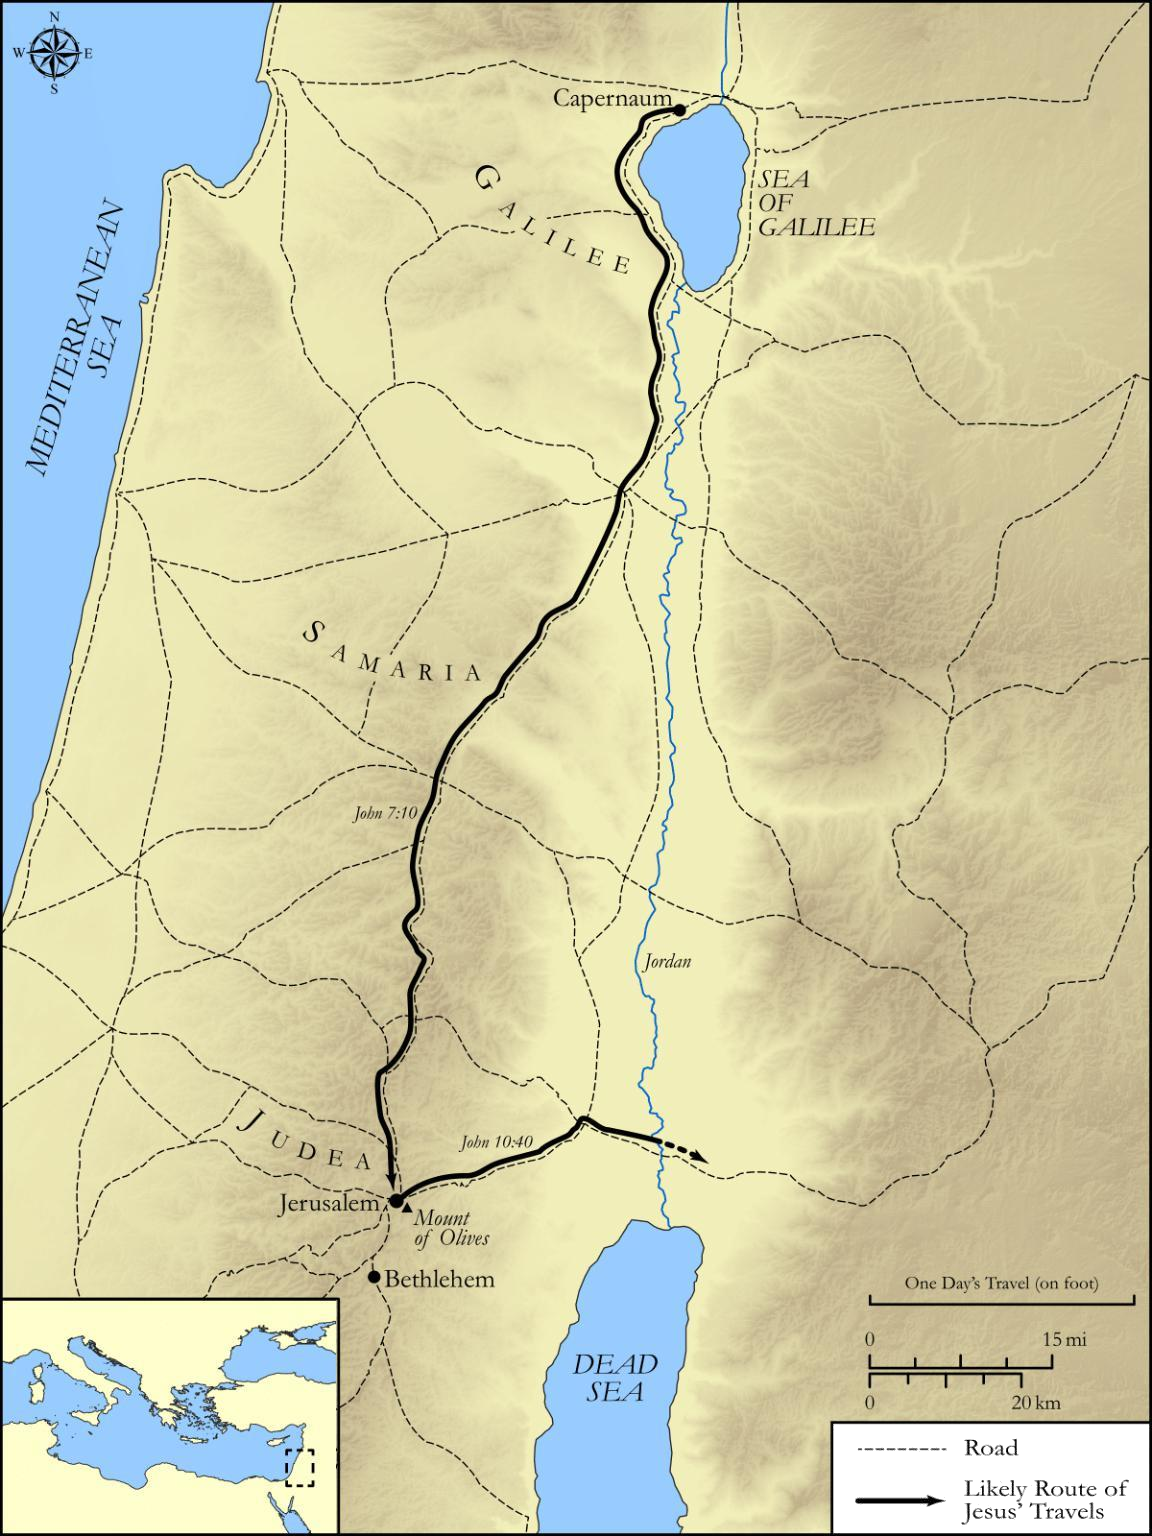 N
W E
S
Capernaum
GALILEE
SEA
OF
GALILEE
MEDITERRANEAN
SEA
SAMARIA
John 7:10
Jordan
JUDEA
John 10:40
Jerusalem
Mount
of Olives
Bethlehem
DEAD
SEA
One Day's Travel (on foot)
0 15 mi
0 20 km
Road
Likely Route of
Jesus' Travels